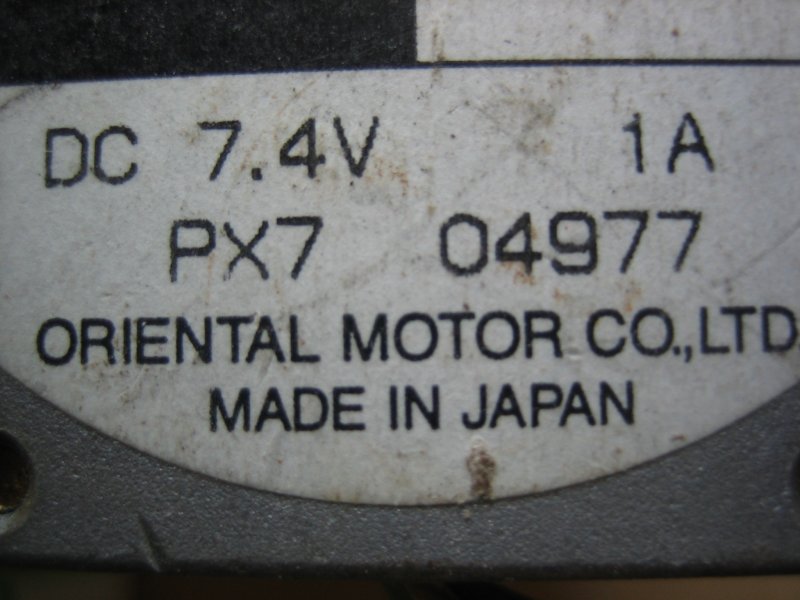 DC 7.4V 1A
PX7 04977
ORIENTAL MOTOR CO.,LTD
MADE IN JAPAN